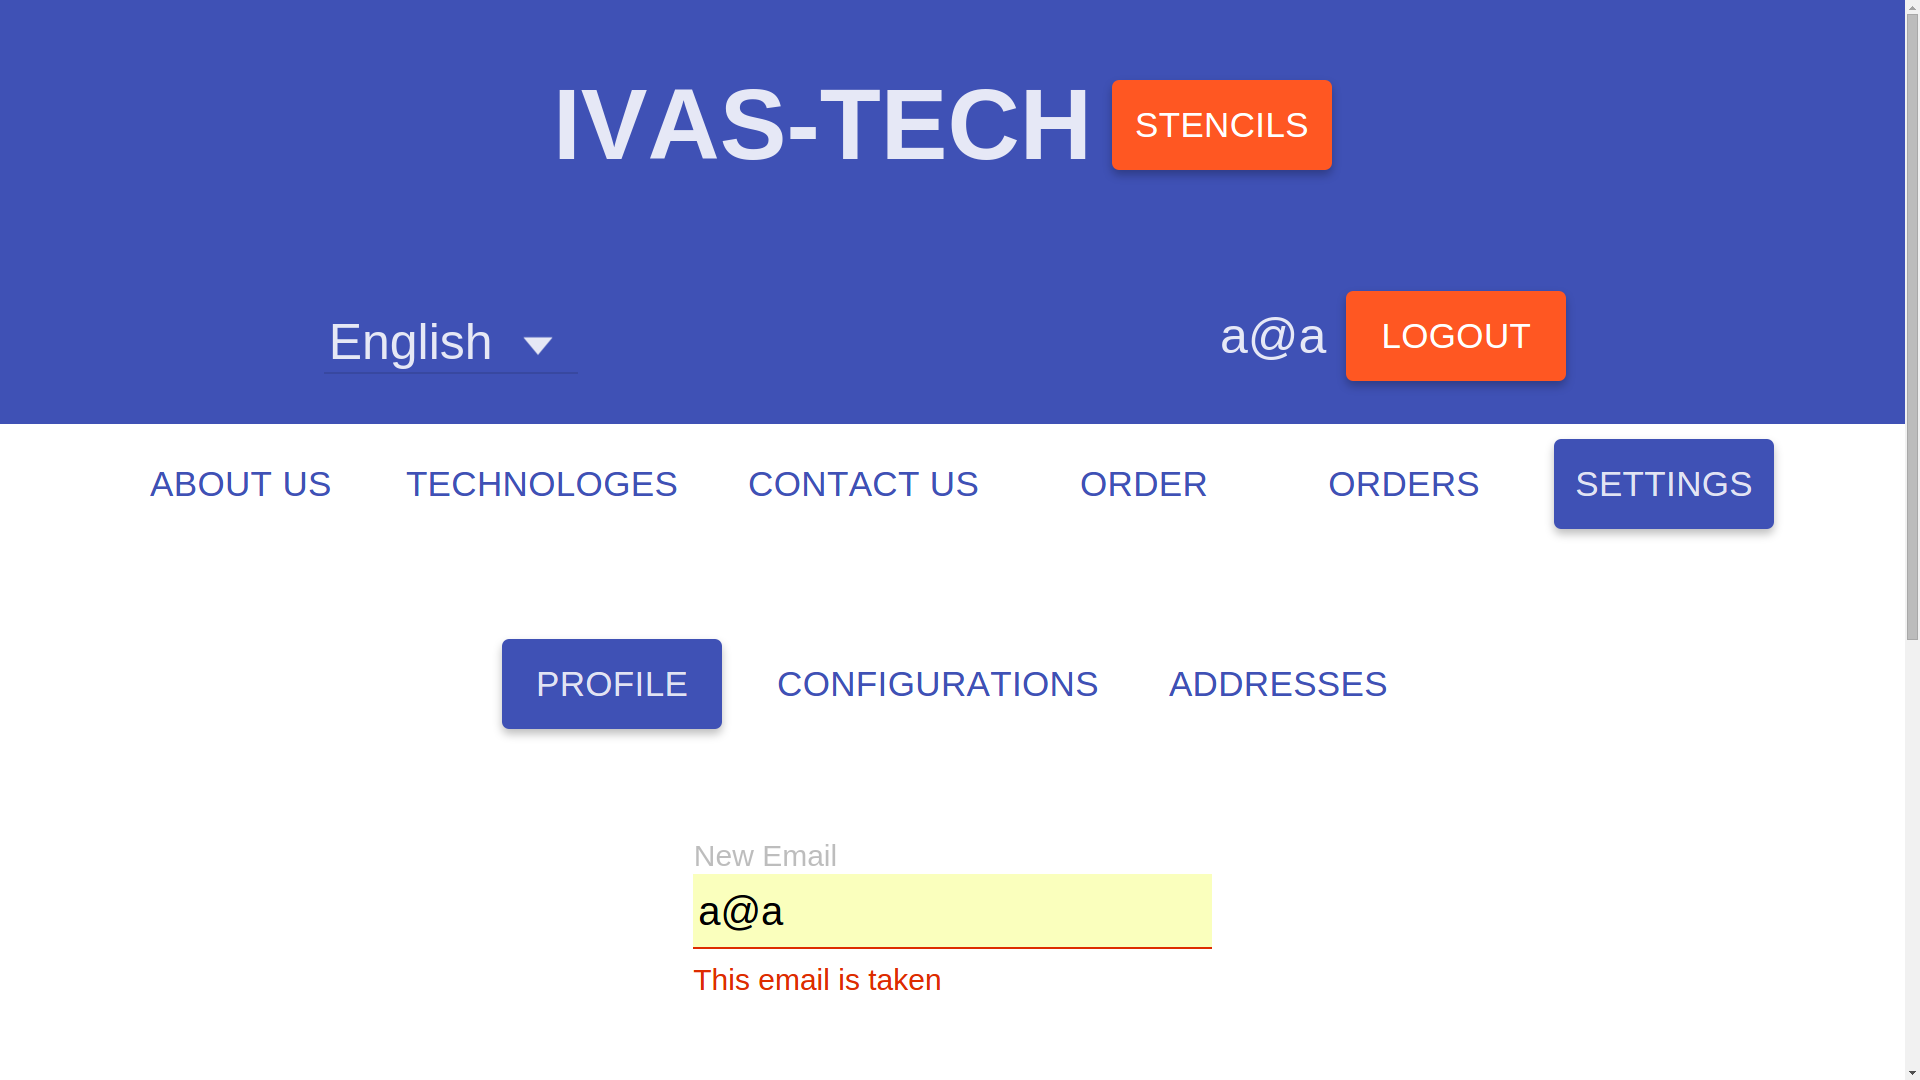 IVAS-TECH STENCILS
English a@a LOGOUT
ABOUT US TECHNOLOGES CONTACT US ORDER ORDERS SETTINGS
PROFILE CONFIGURATIONS ADDRESSES
New Email
a@a
This email is taken